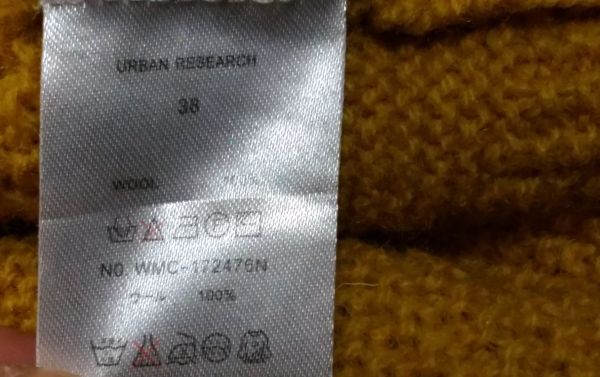 URBAN RESEARCH
38
WOOL
NO. WMC-172476N
ウール 100%